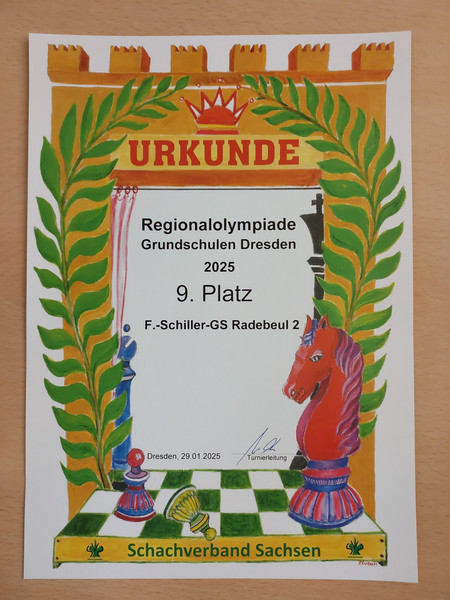 URKUNDE
Regionalolympiade
Grundschulen Dresden
2025
9. Platz
F.-Schiller-GS Radebeul 2
Dresden, 29.01.2025
Turnierleitung
Schachverband Sachsen